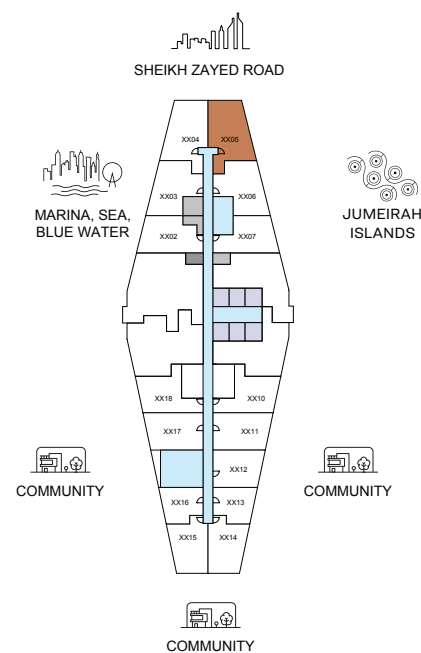 SHEIKH ZAYED ROAD
XX04
XX05
MARINA, SEA,
BLUE WATER
XX03
XX06
JUMEIRAH
ISLANDS
XX02
XX07
XX18
XX10
XX17
XX11
COMMUNITY
XX12
COMMUNITY
XX16
XX13
XX15
XX14
COMMUNITY